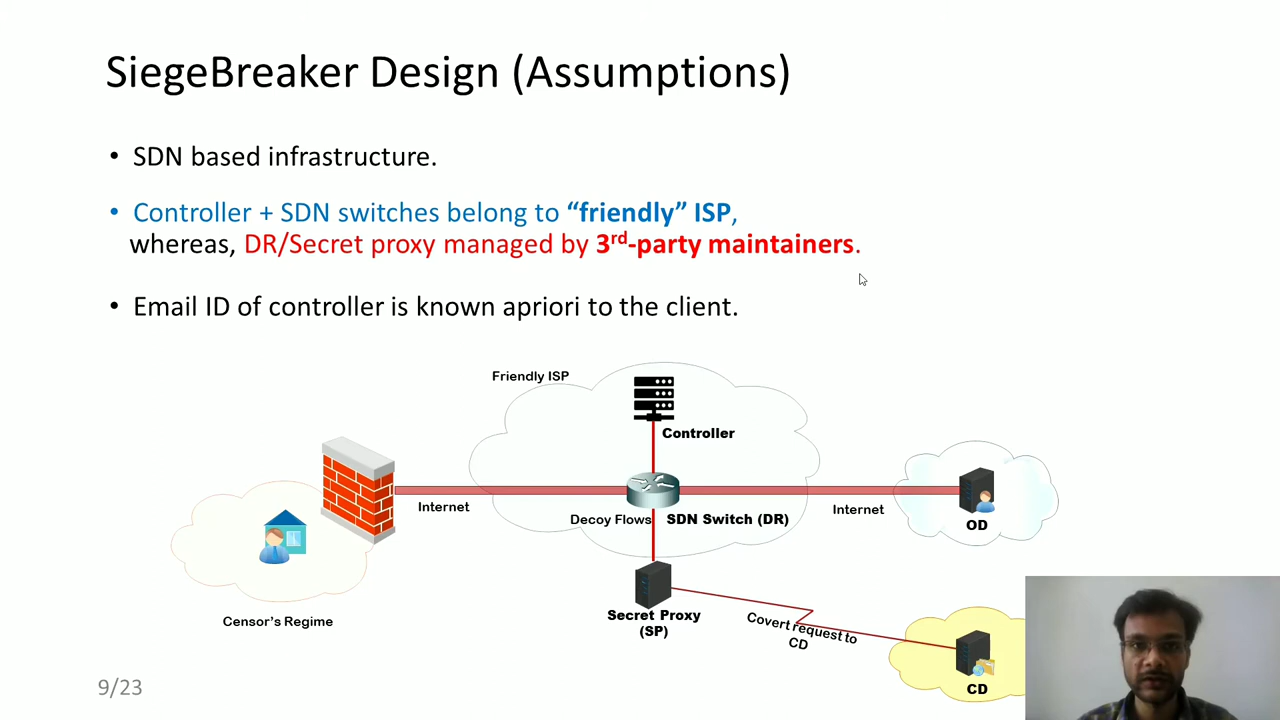 SiegeBreaker Design (Assumptions)
• SDN based infrastructure.
• Controller + SDN switches belong to “friendly” ISP,
whereas, DR/Secret proxy managed by 3rd-party maintainers.
• Email ID of controller is known apriori to the client.
Friendly ISP
Controller
Internet
Decoy Flows
SDN Switch (DR)
Internet
OD
Censor's Regime
Secret Proxy
(SP)
Covert request to
CD
CD
9/23